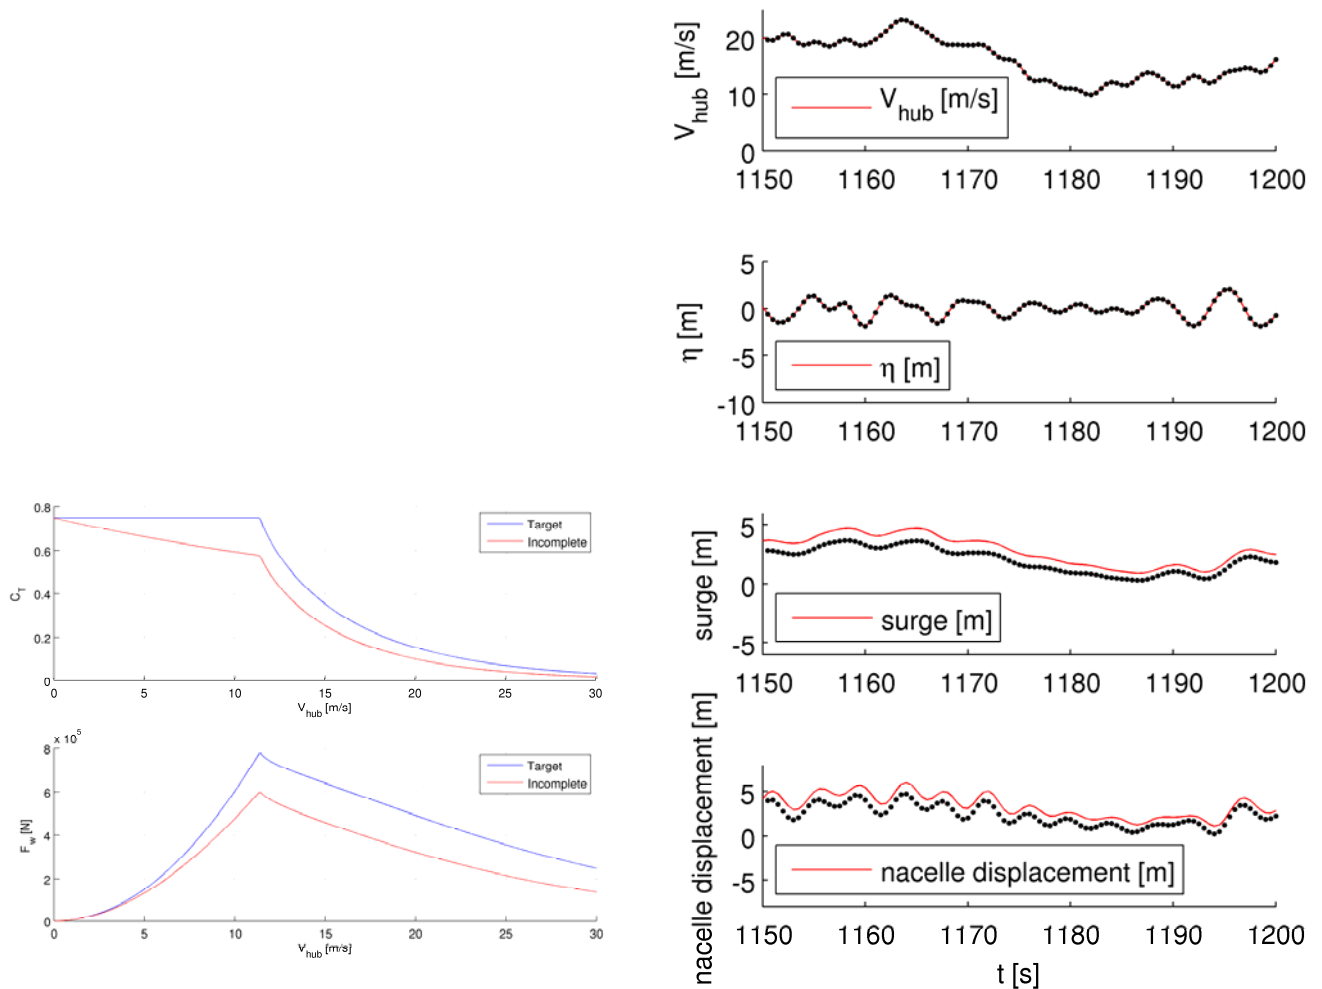 0.8
0.6
0.4
0.2
0
C_T
Target
Incomplete
0 5 10 15 20 25 30
V_hub [m/s]
x 10^5
8
6
4
2
0
F_w [N]
Target
Incomplete
0 5 10 15 20 25 30
V_hub [m/s]
V_hub [m/s]
20
10
0
V_hub [m/s]
1150 1160 1170 1180 1190 1200
η [m]
5
0
-5
-10
η [m]
1150 1160 1170 1180 1190 1200
surge [m]
5
0
-5
surge [m]
1150 1160 1170 1180 1190 1200
nacelle displacement [m]
5
0
-5
nacelle displacement [m]
1150 1160 1170 1180 1190 1200
t [s]